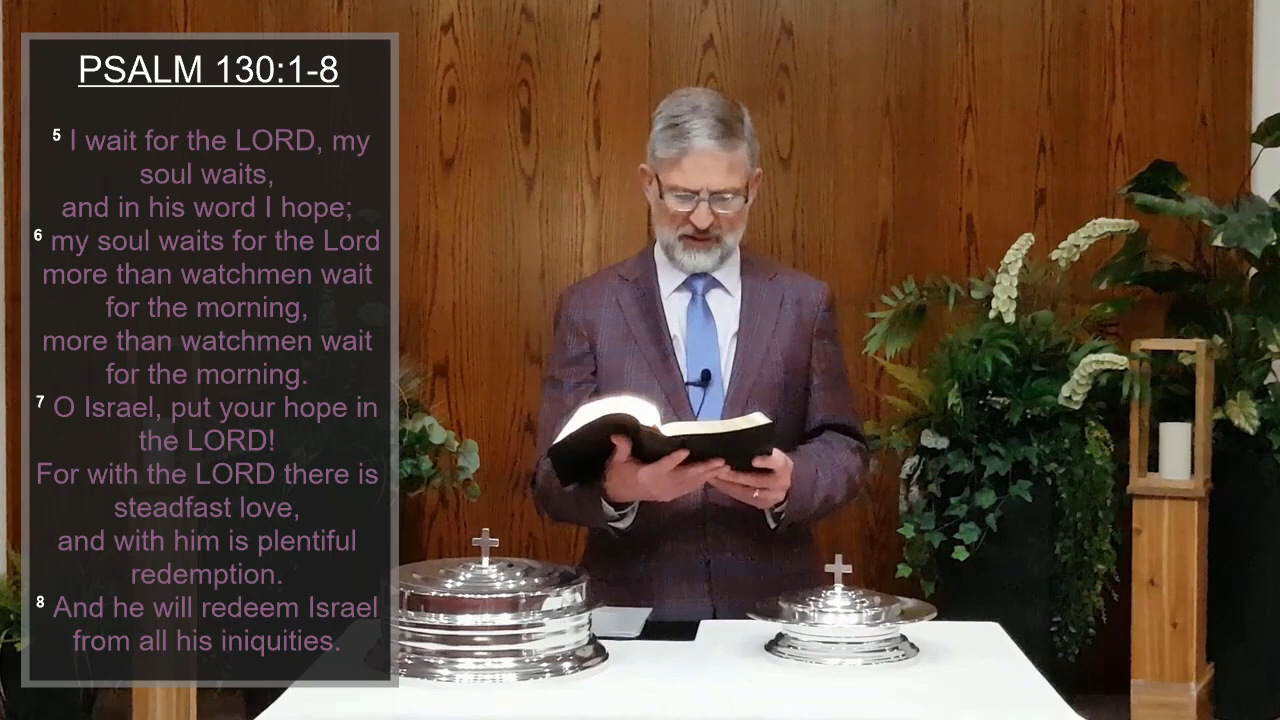 PSALM 130:1-8
5 I wait for the LORD, my
soul waits,
and in his word I hope;
6 my soul waits for the Lord
more than watchmen wait
for the morning,
more than watchmen wait
for the morning.
7 O Israel, put your hope in
the LORD!
For with the LORD there is
steadfast love,
and with him is plentiful
redemption.
8 And he will redeem Israel
from all his iniquities.